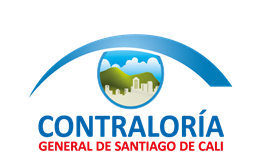 CONTRALORÍA
GENERAL DE SANTIAGO DE CALI